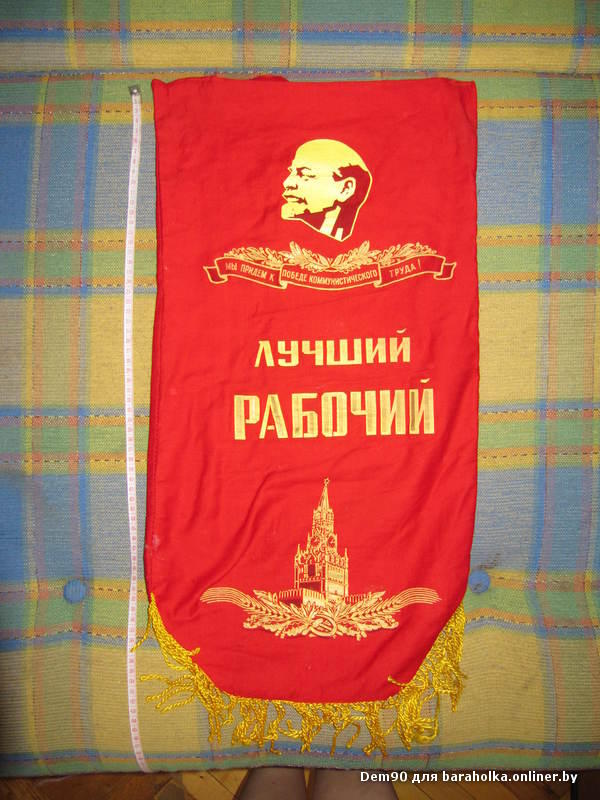 МЫ ПРИДЕМ К ПОБЕДЕ КОММУНИСТИЧЕСКОГО ТРУДА!
ЛУЧШИЙ
РАБОЧИЙ
Dem90 для baraholka.onliner.by